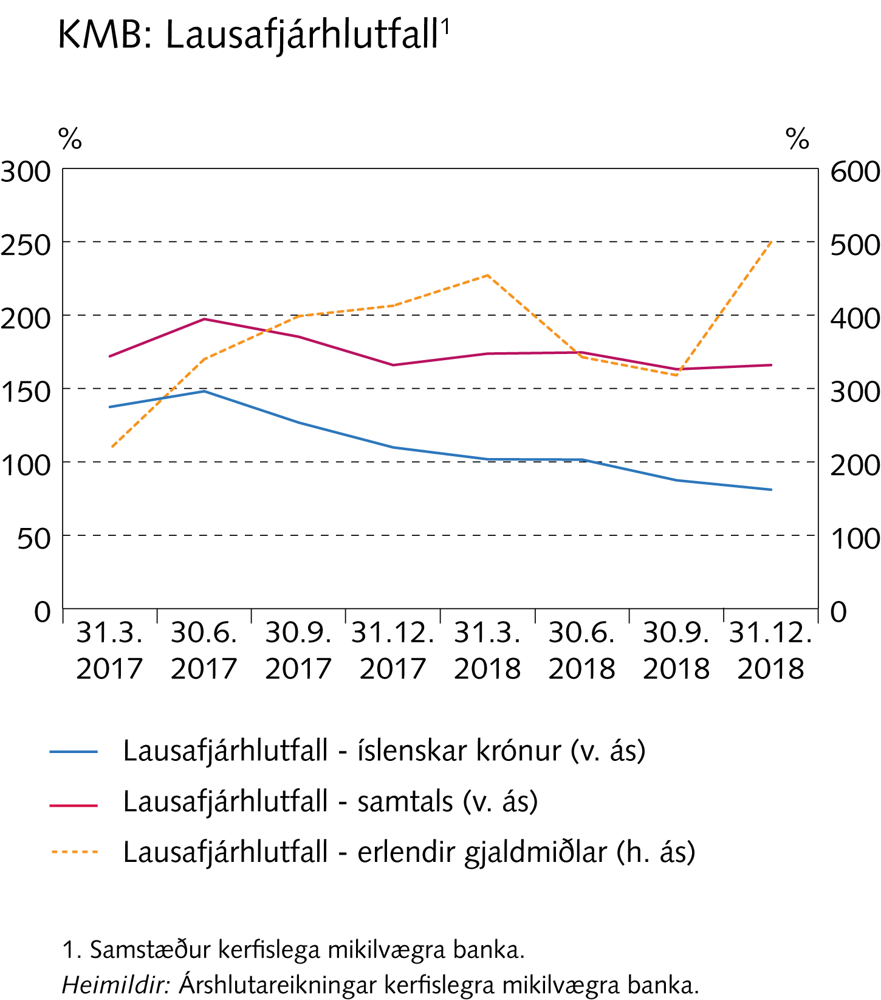 KMB: Lausafjárhlutfall¹
% %
300 600
250 500
200 400
150 300
100 200
50 100
0 0
31.3. 30.6. 30.9. 31.12. 31.3. 30.6. 30.9. 31.12.
2017 2017 2017 2017 2018 2018 2018 2018
Lausafjárhlutfall - íslenskar krónur (v. ás)
Lausafjárhlutfall - samtals (v. ás)
Lausafjárhlutfall - erlendir gjaldmiðlar (h. ás)
1. Samstæður kerfislega mikilvægra banka.
Heimildir: Árshlutareikningar kerfislegra mikilvægra banka.